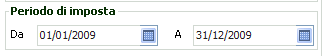 Periodo di imposta
Da 01/01/2009 A 31/12/2009